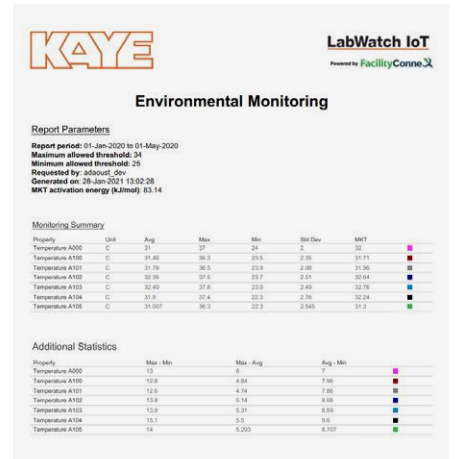 KAYE
LabWatch IoT
Powered by FacilityConneX
Environmental Monitoring
Report Parameters
Report period: 01-Jan-2020 to 01-May-2020
Maximum allowed threshold: 34
Minimum allowed threshold: 25
Requested by: adaoust_dev
Generated on: 28-Jan-2021 13:02:28
MKT activation energy (kJ/mol): 83.14
Monitoring Summary
Property Unit Avg Max Min Std Dev MKT
Temperature A000 C 31 37 24 2 32
Temperature A100 C 31.46 36.3 23.5 2.35 31.71
Temperature A101 C 31.76 36.5 23.9 2.08 31.96
Temperature A102 C 32.36 37.5 23.7 2.51 32.64
Temperature A103 C 32.49 37.8 23.9 2.49 32.76
Temperature A104 C 31.9 37.4 22.3 2.76 32.24
Temperature A105 C 31.007 36.3 22.3 2.545 31.3
Additional Statistics
Property Max - Min Max - Avg Avg - Min
Temperature A000 13 6 7
Temperature A100 12.8 4.84 7.96
Temperature A101 12.6 4.74 7.86
Temperature A102 13.8 5.14 8.66
Temperature A103 13.9 5.31 8.59
Temperature A104 15.1 5.5 9.6
Temperature A105 14 5.293 8.707